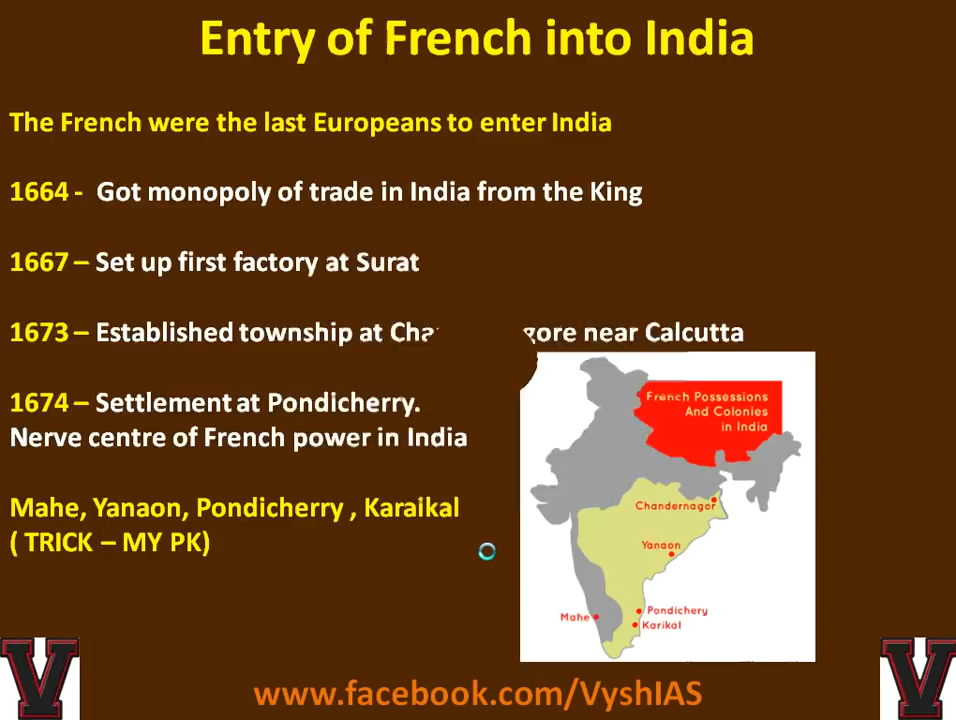 Entry of French into India
The French were the last Europeans to enter India
1664 - Got monopoly of trade in India from the King
1667 – Set up first factory at Surat
1673 – Established township at Cha gore near Calcutta
1674 – Settlement at Pondicherry.
Nerve centre of French power in India
Mahe, Yanaon, Pondicherry , Karaikal
( TRICK – MY PK)
French Possessions
And Colonies
in India
Chandernagor
Yanaon
Mahe
Pondichery
Karikal
V
V
www.facebook.com/VyshIAS